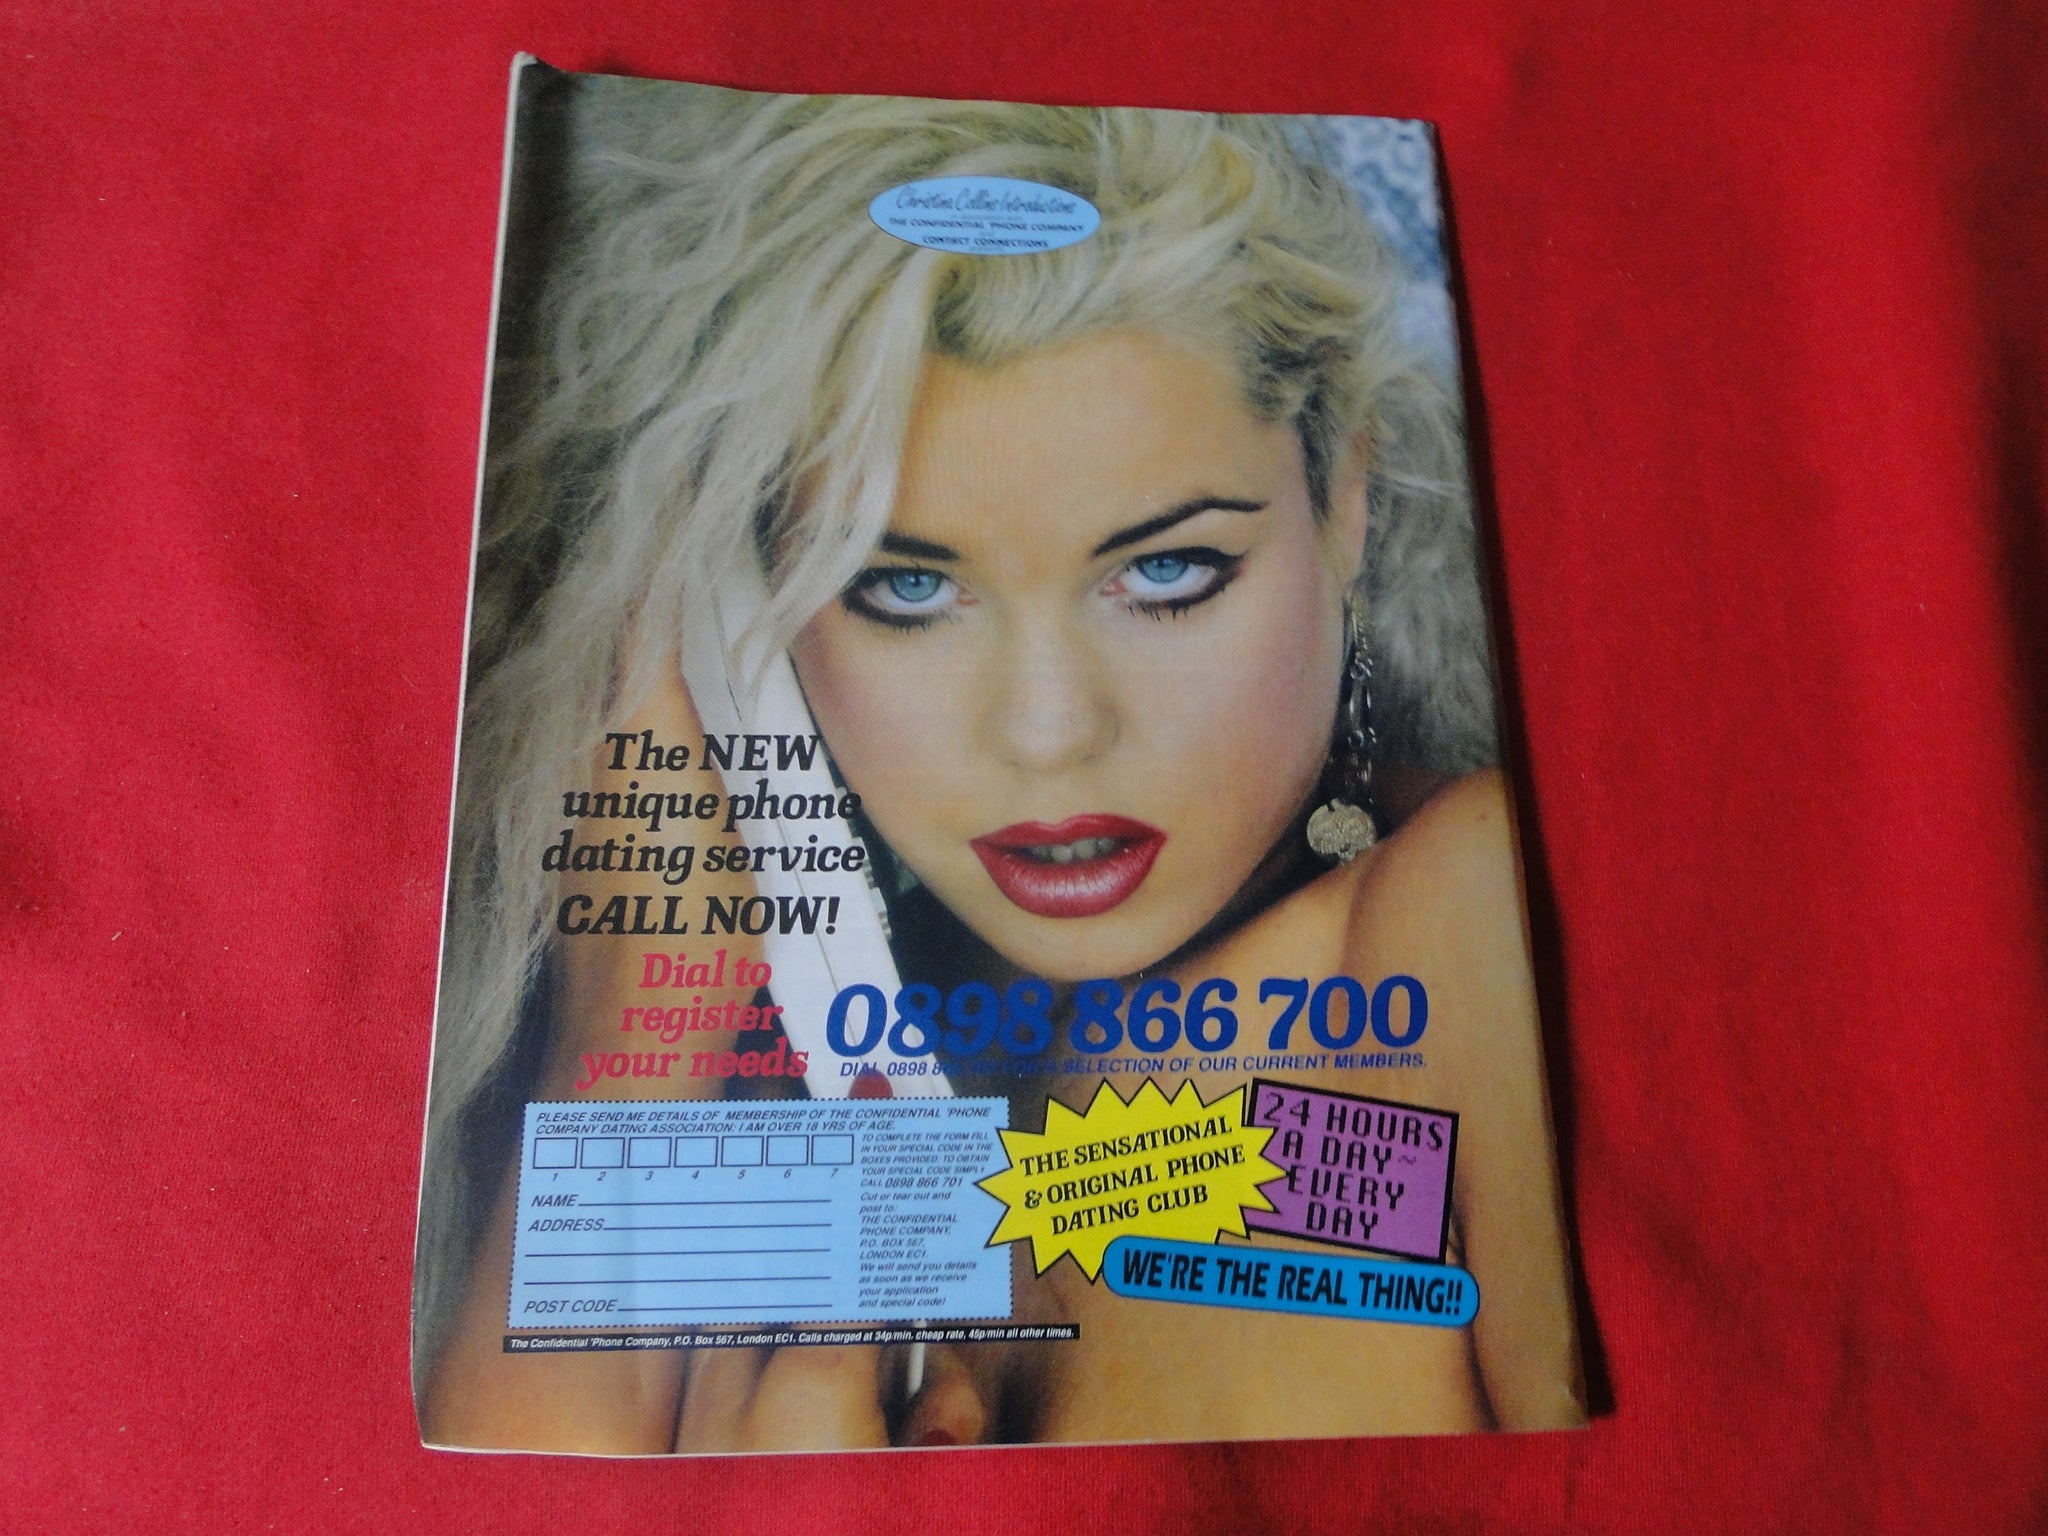 Christina Collins Introductions
THE CONFIDENTIAL 'PHONE COMPANY
CONTACT CONNECTIONS
The NEW
unique phone
dating service
CALL NOW!
Dial to
register
your needs
0898 866 700
DIAL 0898 SELECTION OF OUR CURRENT MEMBERS.
PLEASE SEND ME DETAILS OF MEMBERSHIP OF THE CONFIDENTIAL 'PHONE
COMPANY DATING ASSOCIATION: I AM OVER 18 YRS OF AGE.
1 2 3 4 5 6 7
TO COMPLETE THE FORM FILL
IN YOUR SPECIAL CODE IN THE
BOXES PROVIDED: TO OBTAIN
YOUR SPECIAL CODE SIMPLY
CALL 0898 866 701
Cut or tear out and
post to:
THE CONFIDENTIAL
PHONE COMPANY,
P.O. BOX 567,
LONDON EC1.
We will send you details
as soon as we receive
your application
and special code!
NAME
ADDRESS
POST CODE
The Confidential 'Phone Company, P.O. Box 567, London EC1. Calls charged at 34p/min. cheap rate, 45p/min all other times.
THE SENSATIONAL
& ORIGINAL PHONE
DATING CLUB
24 HOURS
A DAY~
EVERY
DAY
WE'RE THE REAL THING!!